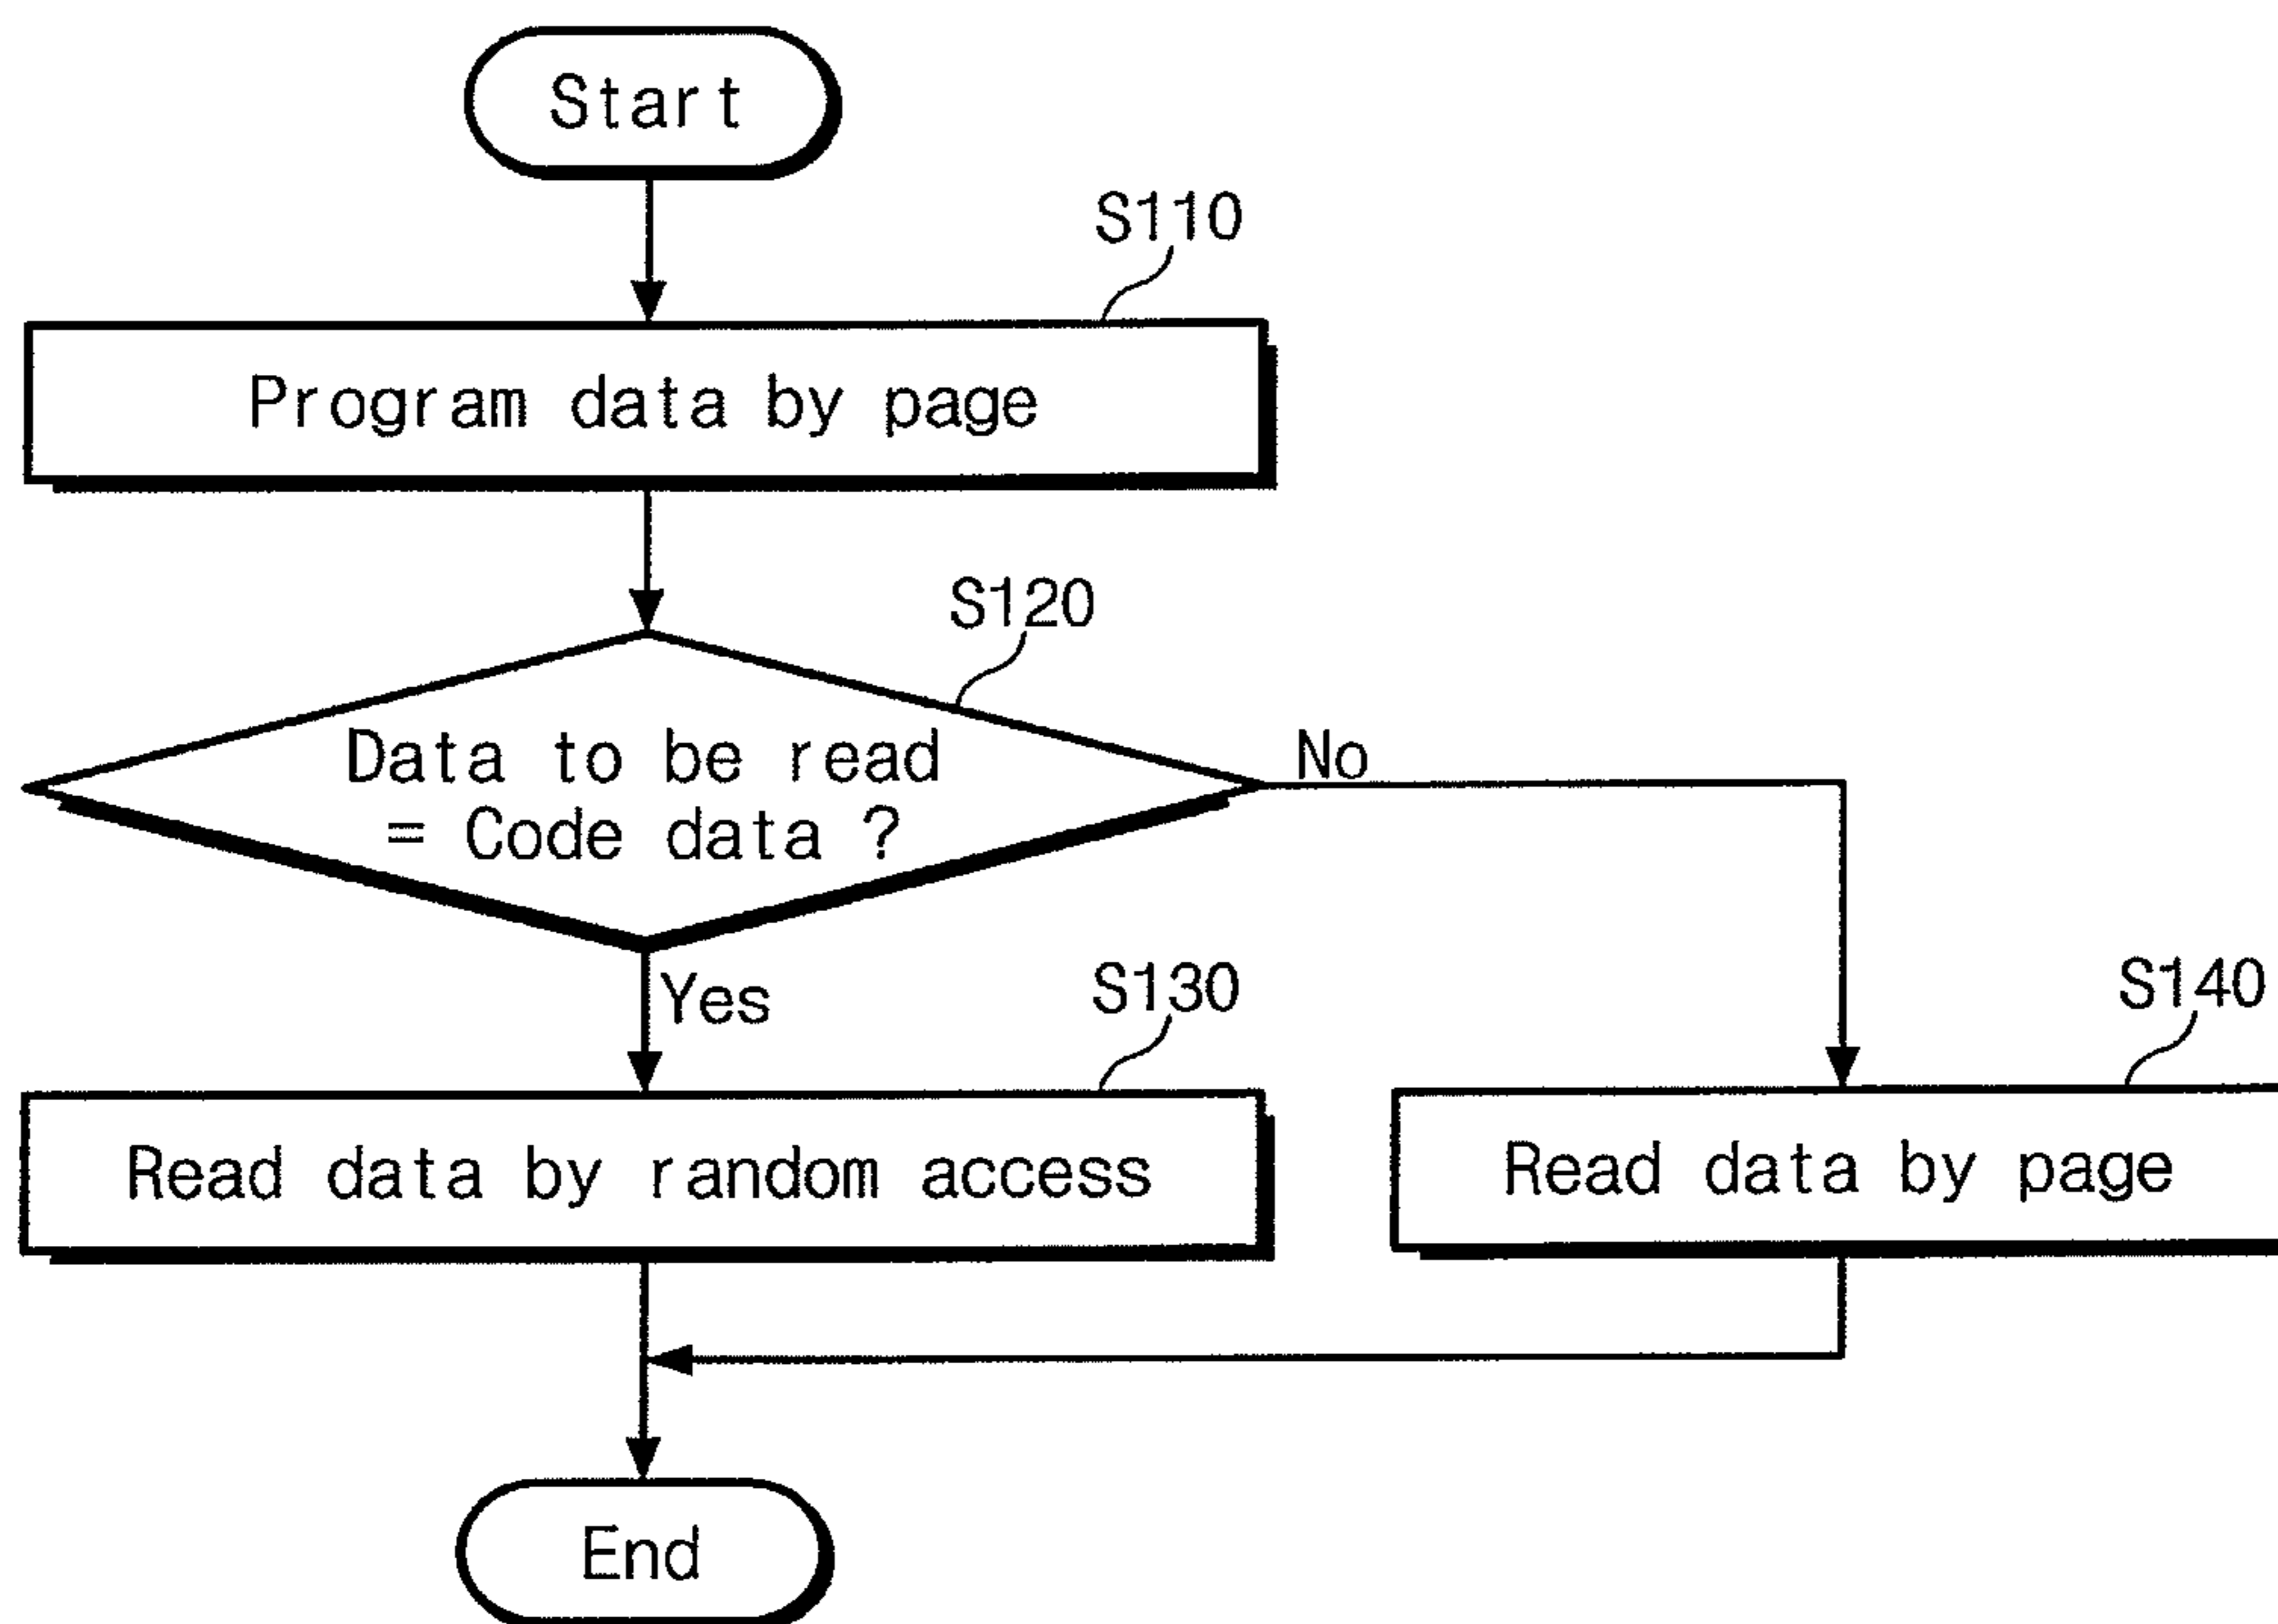 Start
S110
Program data by page
S120
Data to be read
= Code data ?
No
Yes
S130
S140
Read data by random access
Read data by page
End